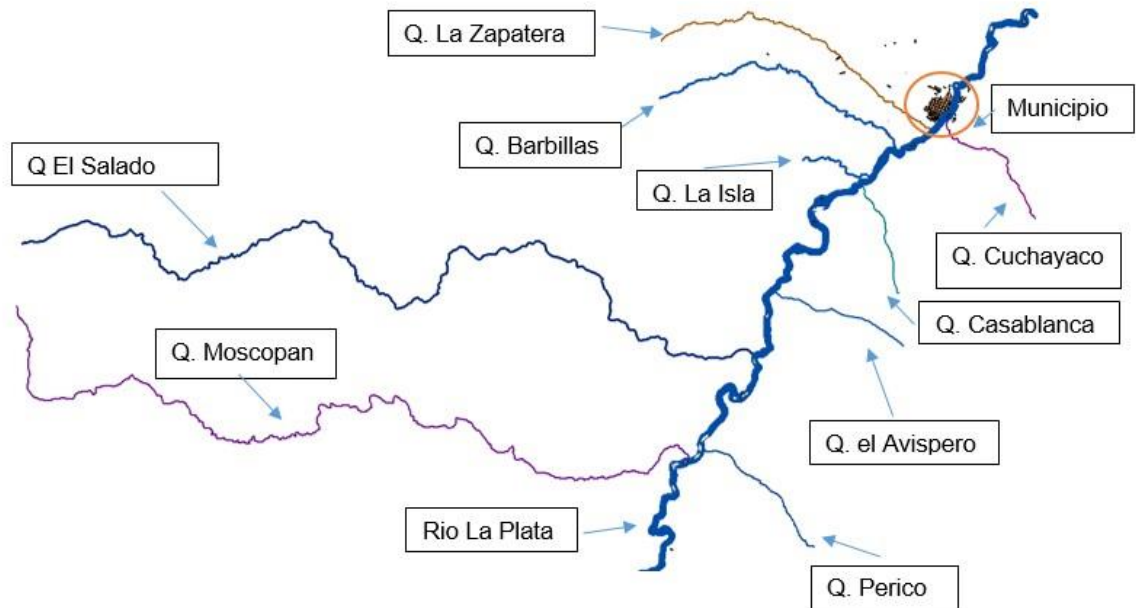 Q. La Zapatera
Municipio
Q. Barbillas
Q El Salado
Q. La Isla
Q. Cuchayaco
Q. Casablanca
Q. Moscopan
Q. el Avispero
Rio La Plata
Q. Perico